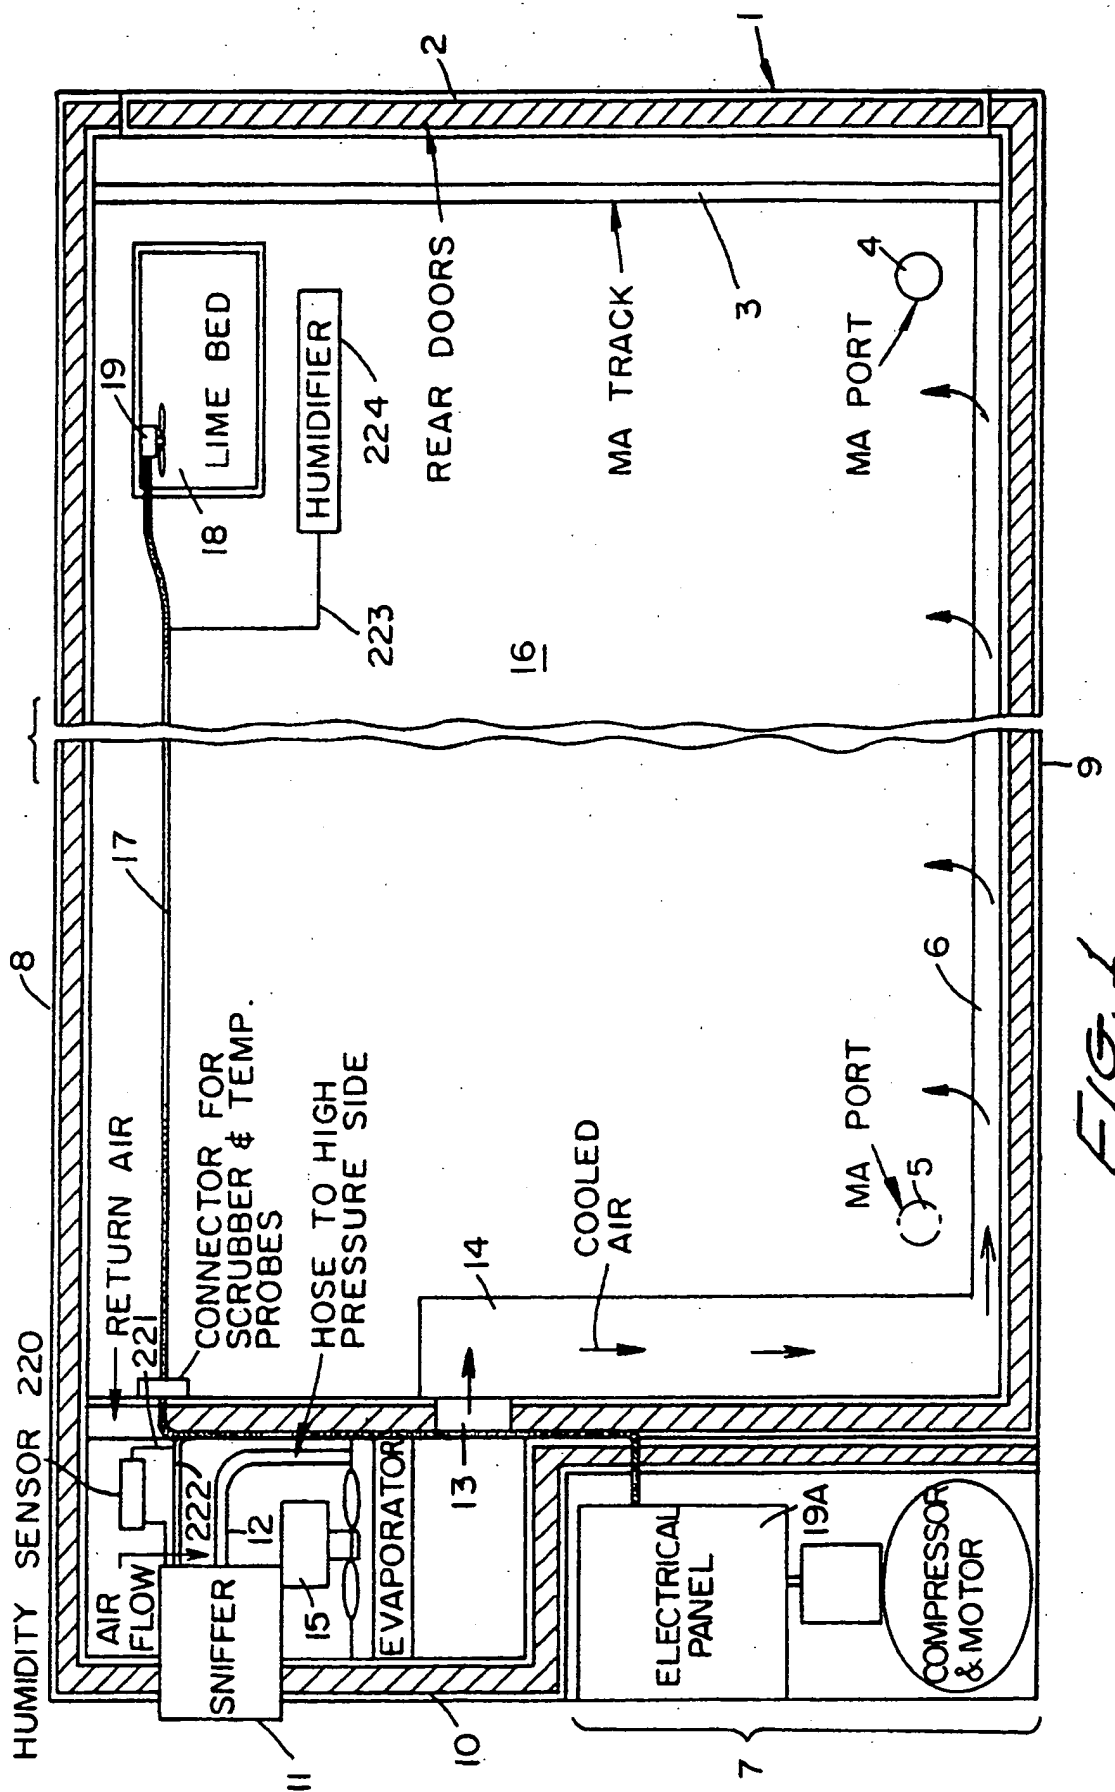 HUMIDITY SENSOR 220
8
RETURN AIR
221
17
CONNECTOR FOR
SCRUBBER & TEMP.
PROBES
HOSE TO HIGH
PRESSURE SIDE
AIR
FLOW
222
12
SNIFFER
11
15
EVAPORATOR
10
13
14
COOLED
AIR
MA PORT
5
6
9
7
ELECTRICAL
PANEL
19A
COMPRESSOR
& MOTOR
19
18
LIME BED
HUMIDIFIER
224
223
16
REAR DOORS
MA TRACK
3
MA PORT
4
2
1
FIG. 1